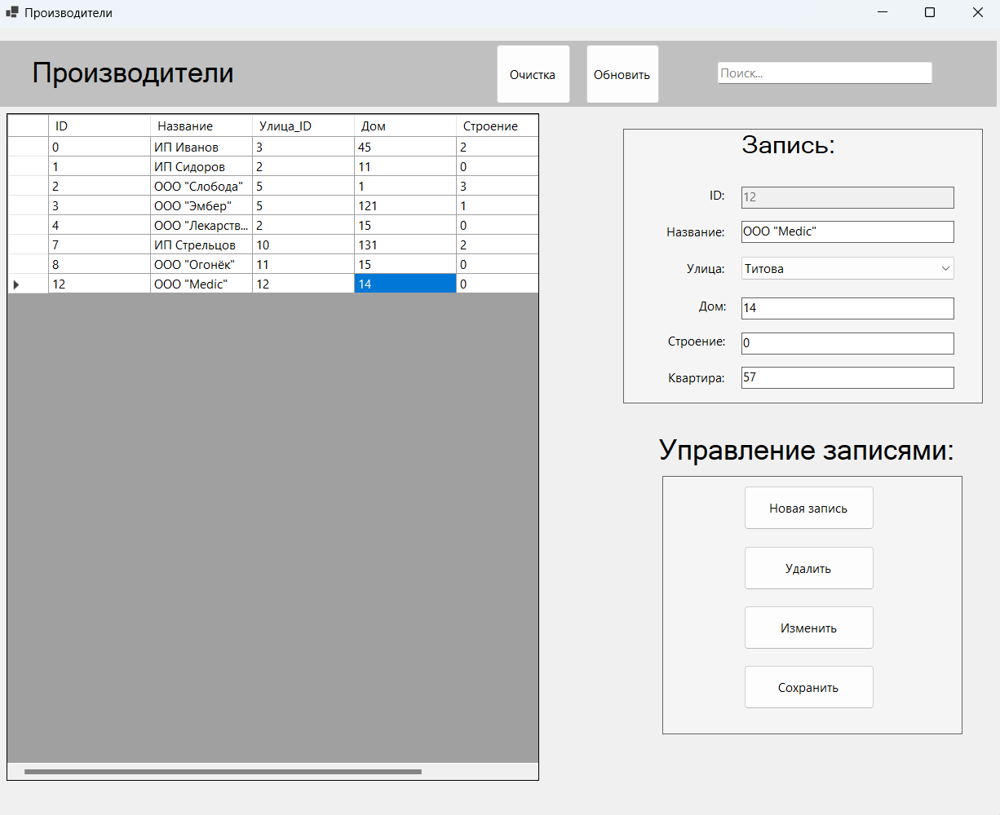 Производители
Производители
Очистка
Обновить
Поиск...
ID Название Улица_ID Дом Строение
0 ИП Иванов 3 45 2
1 ИП Сидоров 2 11 0
2 ООО "Слобода" 5 1 3
3 ООО "Эмбер" 5 121 1
4 ООО "Лекарств... 2 15 0
7 ИП Стрельцов 10 131 2
8 ООО "Огонёк" 11 15 0
12 ООО "Medic" 12 14 0
Запись:
ID: 12
Название: ООО "Medic"
Улица: Титова
Дом: 14
Строение: 0
Квартира: 57
Управление записями:
Новая запись
Удалить
Изменить
Сохранить